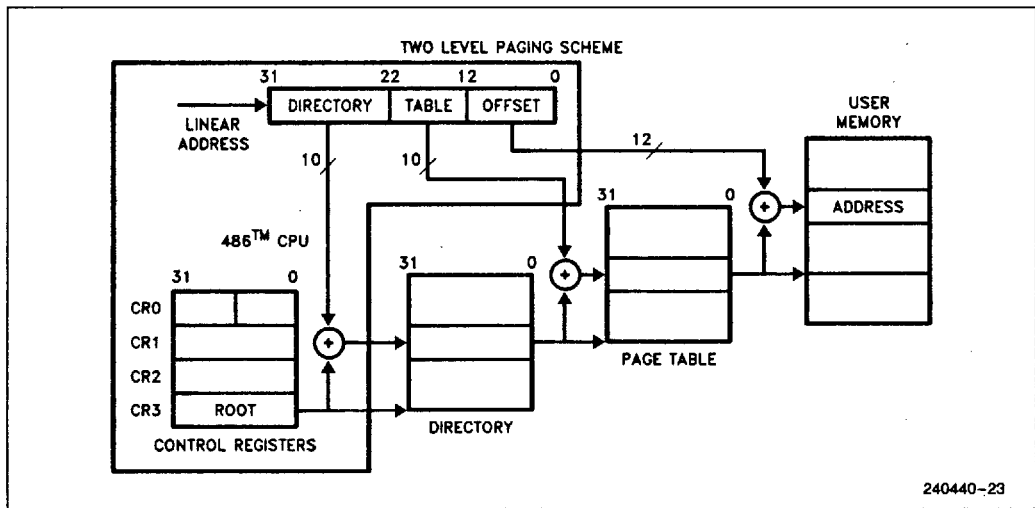 TWO LEVEL PAGING SCHEME
31 22 12 0
DIRECTORY TABLE OFFSET
LINEAR
ADDRESS
USER
MEMORY
10
10
12
31 0
ADDRESS
486™ CPU
31 0
31 0
CR0
CR1
CR2
CR3 ROOT
CONTROL REGISTERS
+
DIRECTORY
+
PAGE TABLE
+
240440-23